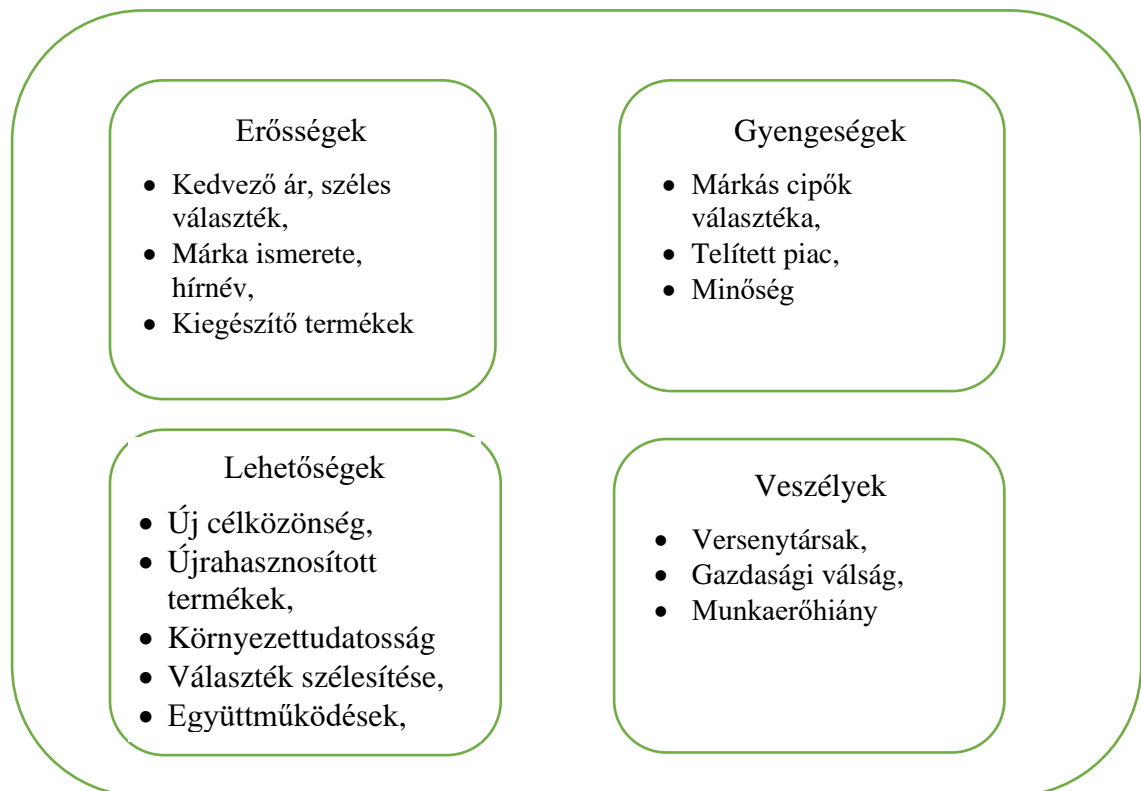 Erősségek
• Kedvező ár, széles
választék,
• Márka ismerete,
hírnév,
• Kiegészítő termékek
Gyengeségek
• Márkás cipők
választéka,
• Telített piac,
• Minőség
Lehetőségek
• Új célközönség,
• Újrahasznosított
termékek,
• Környezettudatosság
• Választék szélesítése,
• Együttműködések,
Veszélyek
• Versenytársak,
• Gazdasági válság,
• Munkaerőhiány